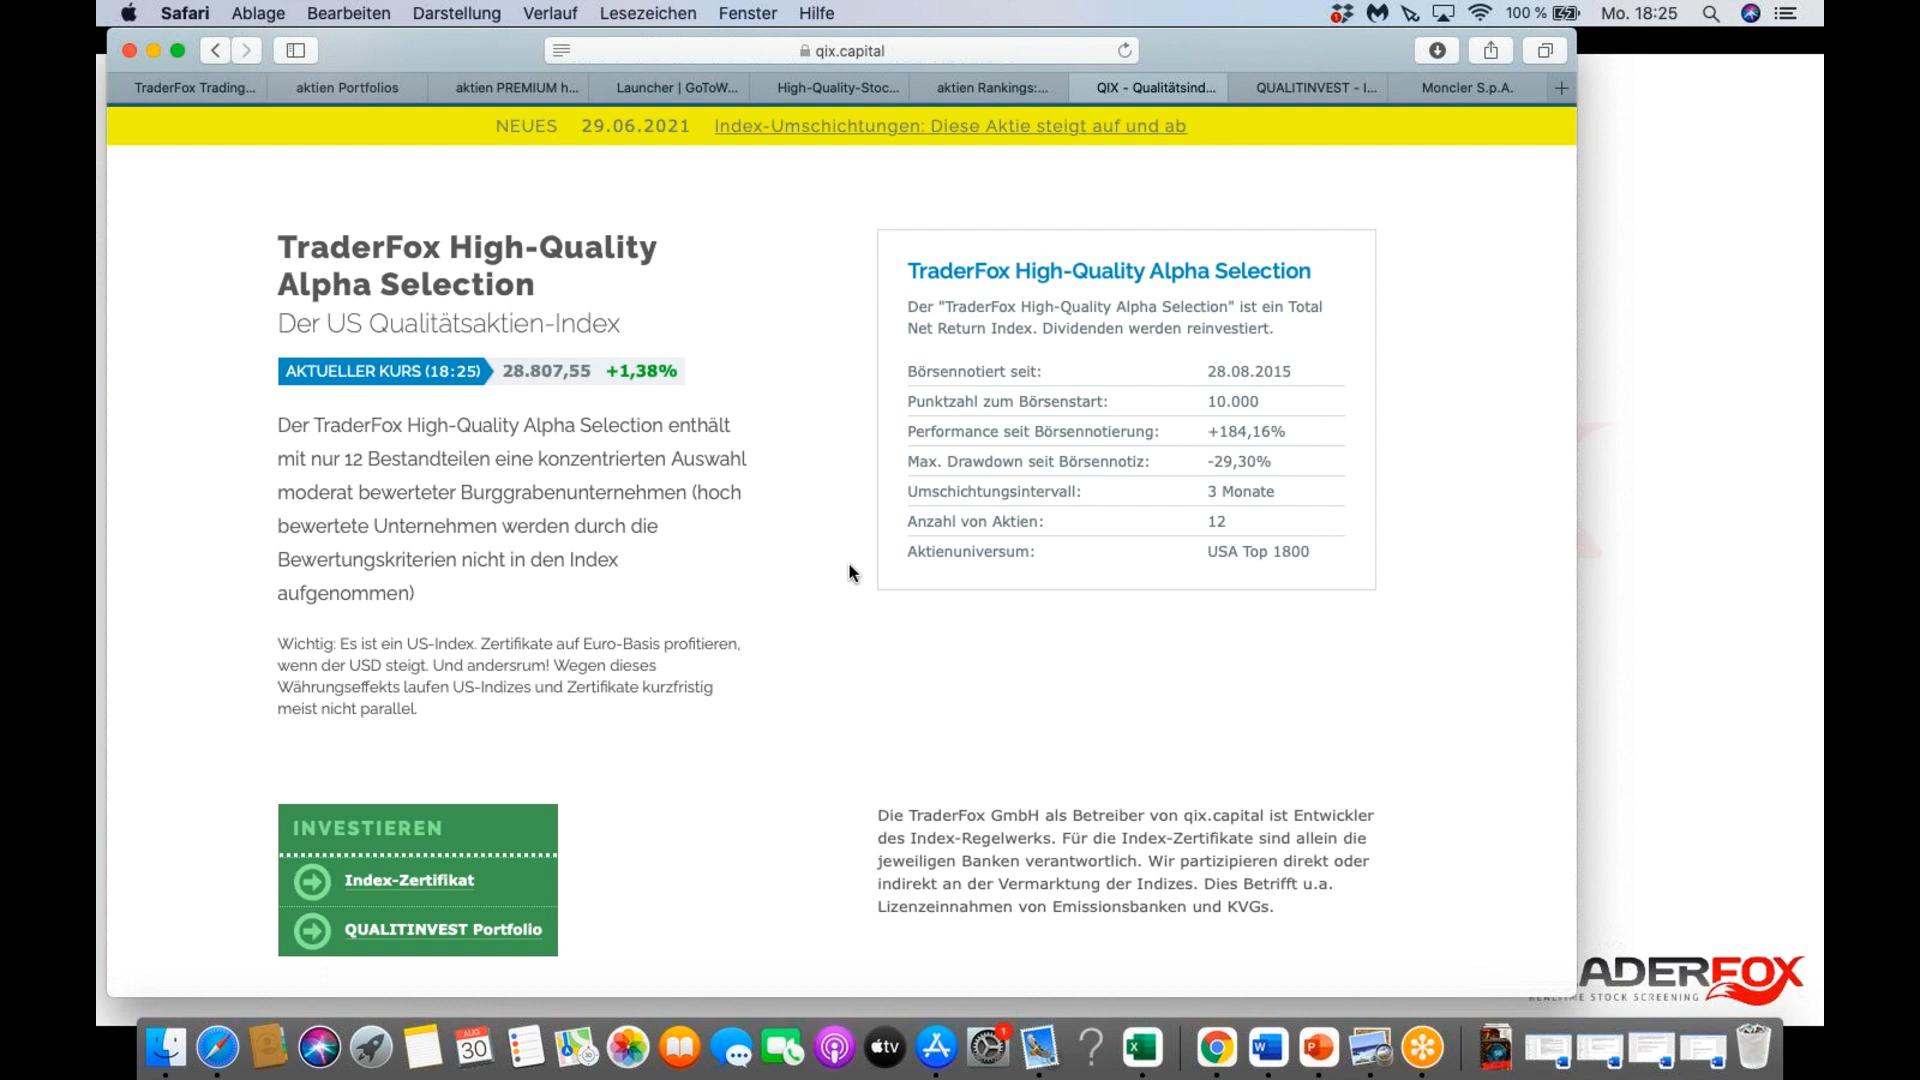 Safari Ablage Bearbeiten Darstellung Verlauf Lesezeichen Fenster Hilfe 100 % Mo. 18:25
qix.capital
TraderFox Trading... aktien Portfolios aktien PREMIUM h... Launcher | GoToW... High-Quality-Stoc... aktien Rankings:... QIX - Qualitätsind... QUALITINVEST - I... Moncler S.p.A.
NEUES 29.06.2021 Index-Umschichtungen: Diese Aktie steigt auf und ab
TraderFox High-Quality
Alpha Selection
Der US Qualitätsaktien-Index
AKTUELLER KURS (18:25) 28.807,55 +1,38%
Der TraderFox High-Quality Alpha Selection enthält
mit nur 12 Bestandteilen eine konzentrierten Auswahl
moderat bewerteter Burggrabenunternehmen (hoch
bewertete Unternehmen werden durch die
Bewertungskriterien nicht in den Index
aufgenommen)
Wichtig: Es ist ein US-Index. Zertifikate auf Euro-Basis profitieren,
wenn der USD steigt. Und andersrum! Wegen dieses
Währungseffekts laufen US-Indizes und Zertifikate kurzfristig
meist nicht parallel.
TraderFox High-Quality Alpha Selection
Der "TraderFox High-Quality Alpha Selection" ist ein Total
Net Return Index. Dividenden werden reinvestiert.
Börsennotiert seit: 28.08.2015
Punktzahl zum Börsenstart: 10.000
Performance seit Börsennotierung: +184,16%
Max. Drawdown seit Börsennotiz: -29,30%
Umschichtungsintervall: 3 Monate
Anzahl von Aktien: 12
Aktienuniversum: USA Top 1800
INVESTIEREN
Index-Zertifikat
QUALITINVEST Portfolio
Die TraderFox GmbH als Betreiber von qix.capital ist Entwickler
des Index-Regelwerks. Für die Index-Zertifikate sind allein die
jeweiligen Banken verantwortlich. Wir partizipieren direkt oder
indirekt an der Vermarktung der Indizes. Dies Betrifft u.a.
Lizenzeinnahmen von Emissionsbanken und KVGs.
ADERFOX
STOCK SCREENING
AUG
30
tv
1